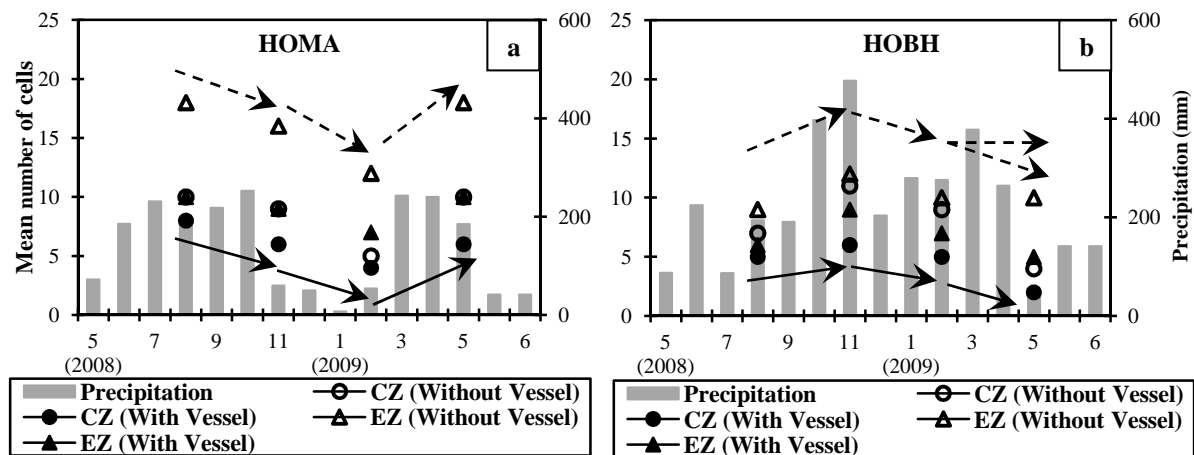 HOMA
a
Mean number of cells
25
20
15
10
5
0
600
400
200
0
5
7
9
11
1
3
5
6
(2008)
(2009)
Precipitation
CZ (Without Vessel)
CZ (With Vessel)
EZ (Without Vessel)
EZ (With Vessel)
HOBH
b
25
20
15
10
5
0
600
400
200
0
Precipitation (mm)
5
7
9
11
1
3
5
6
(2008)
(2009)
Precipitation
CZ (Without Vessel)
CZ (With Vessel)
EZ (Without Vessel)
EZ (With Vessel)